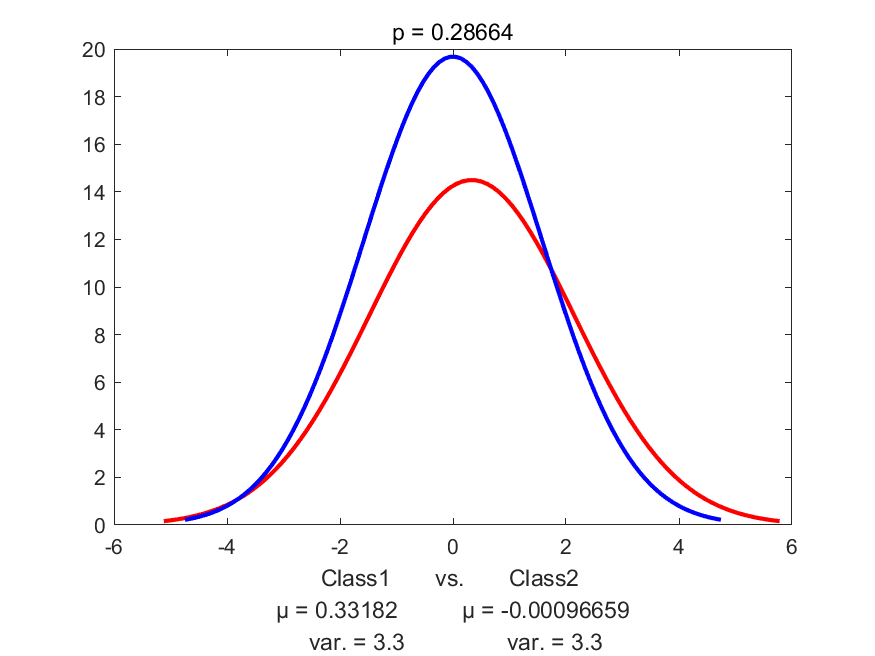 p = 0.28664
20
18
16
14
12
10
8
6
4
2
0
-6 -4 -2 0 2 4 6
Class1 vs. Class2
μ = 0.33182 μ = -0.00096659
var. = 3.3 var. = 3.3